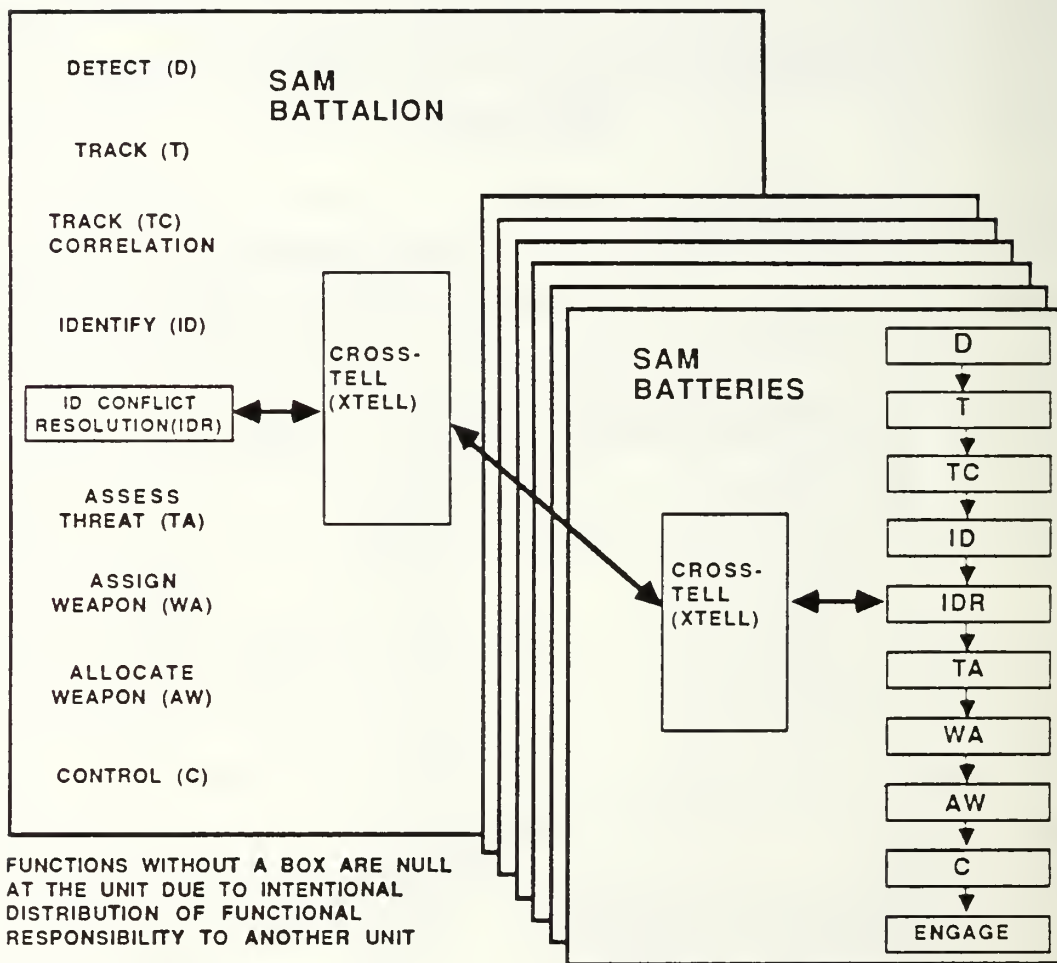 DETECT (D)
SAM
BATTALION
TRACK (T)
TRACK (TC)
CORRELATION
IDENTIFY (ID)
CROSS-
TELL
(XTELL)
ID CONFLICT
RESOLUTION(IDR)
ASSESS
THREAT (TA)
ASSIGN
WEAPON (WA)
ALLOCATE
WEAPON (AW)
CONTROL (C)
SAM
BATTERIES
CROSS-
TELL
(XTELL)
D
T
TC
ID
IDR
TA
WA
AW
C
ENGAGE
FUNCTIONS WITHOUT A BOX ARE NULL
AT THE UNIT DUE TO INTENTIONAL
DISTRIBUTION OF FUNCTIONAL
RESPONSIBILITY TO ANOTHER UNIT